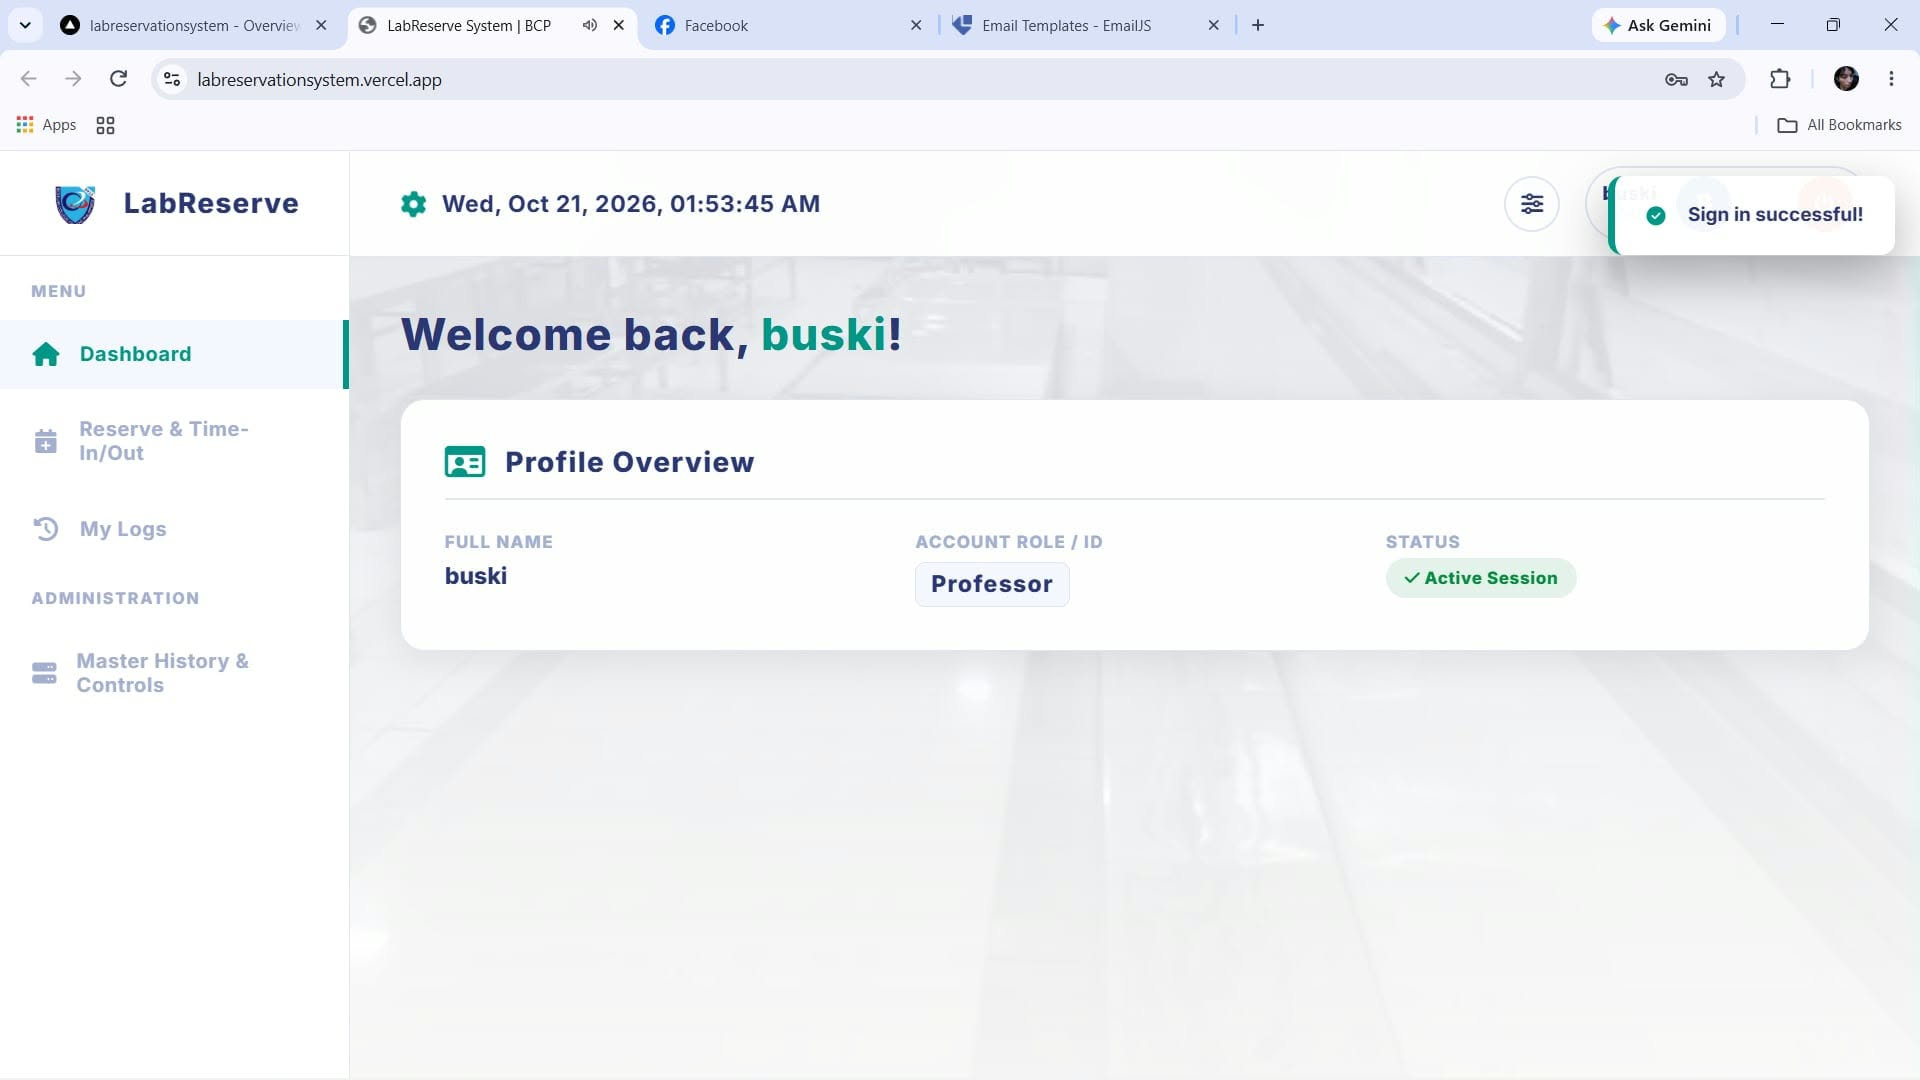 labreservationsystem - Overview
LabReserve System | BCP
Facebook
Email Templates - EmailJS
Ask Gemini
labreservationsystem.vercel.app
Apps
All Bookmarks
LabReserve
Wed, Oct 21, 2026, 01:53:45 AM
buski
Sign in successful!
MENU
Dashboard
Reserve & Time-
In/Out
My Logs
ADMINISTRATION
Master History &
Controls
Welcome back, buski!
Profile Overview
FULL NAME
buski
ACCOUNT ROLE / ID
Professor
STATUS
Active Session